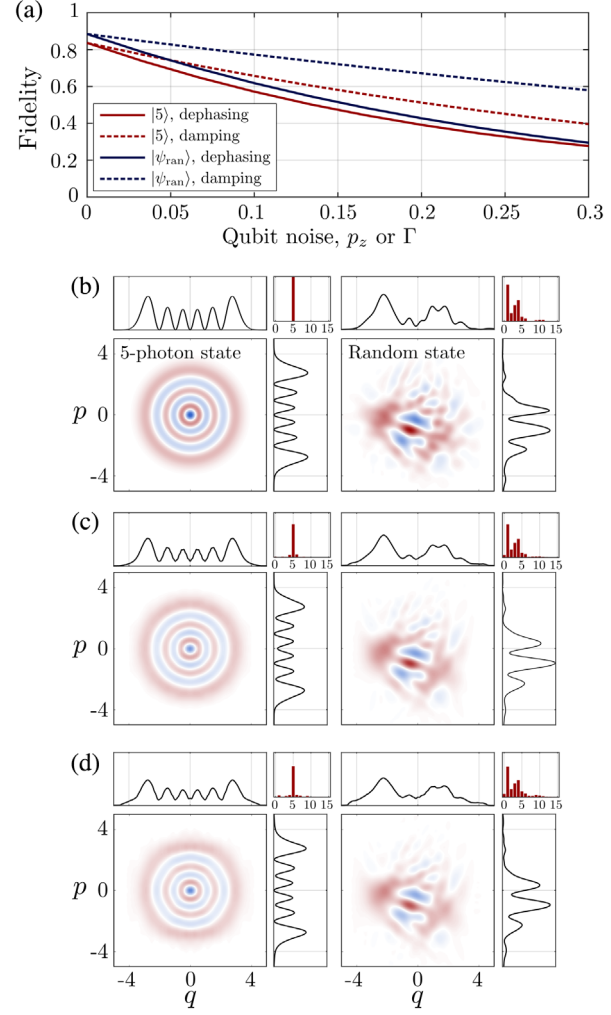 (a)
1
0.8
0.6
0.4
0.2
0
Fidelity
|5⟩, dephasing
|5⟩, damping
|ψran⟩, dephasing
|ψran⟩, damping
0 0.05 0.1 0.15 0.2 0.25 0.3
Qubit noise, pz or Γ
(b)
0 5 10 15
0 5 10 15
5-photon state
Random state
4
p 0
-4
(c)
0 5 10 15
0 5 10 15
4
p 0
-4
(d)
0 5 10 15
0 5 10 15
4
p 0
-4
-4 0 4
-4 0 4
q
q